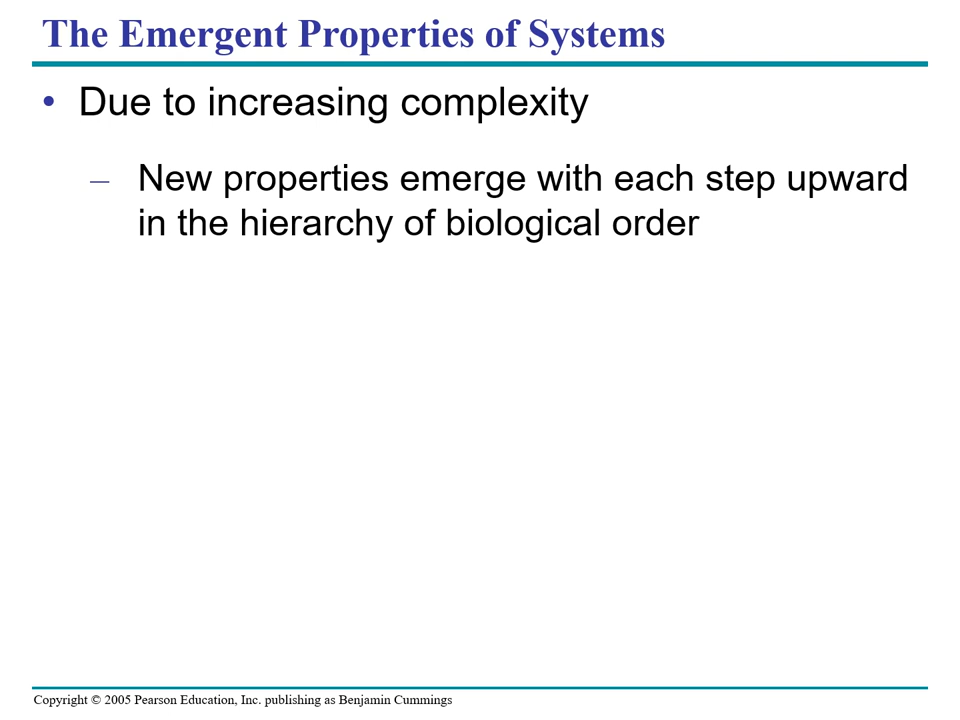 The Emergent Properties of Systems
• Due to increasing complexity
– New properties emerge with each step upward
in the hierarchy of biological order
Copyright © 2005 Pearson Education, Inc. publishing as Benjamin Cummings